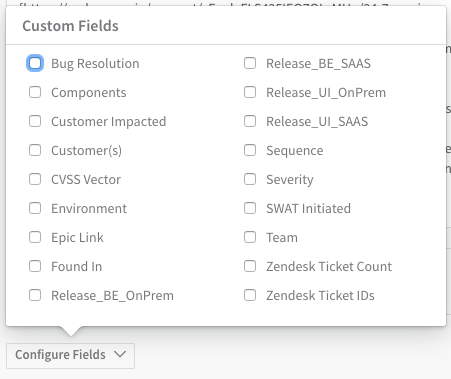 Custom Fields
Bug Resolution
Components
Customer Impacted
Customer(s)
CVSS Vector
Environment
Epic Link
Found In
Release_BE_OnPrem
Release_BE_SAAS
Release_UI_OnPrem
Release_UI_SAAS
Sequence
Severity
SWAT Initiated
Team
Zendesk Ticket Count
Zendesk Ticket IDs
Configure Fields